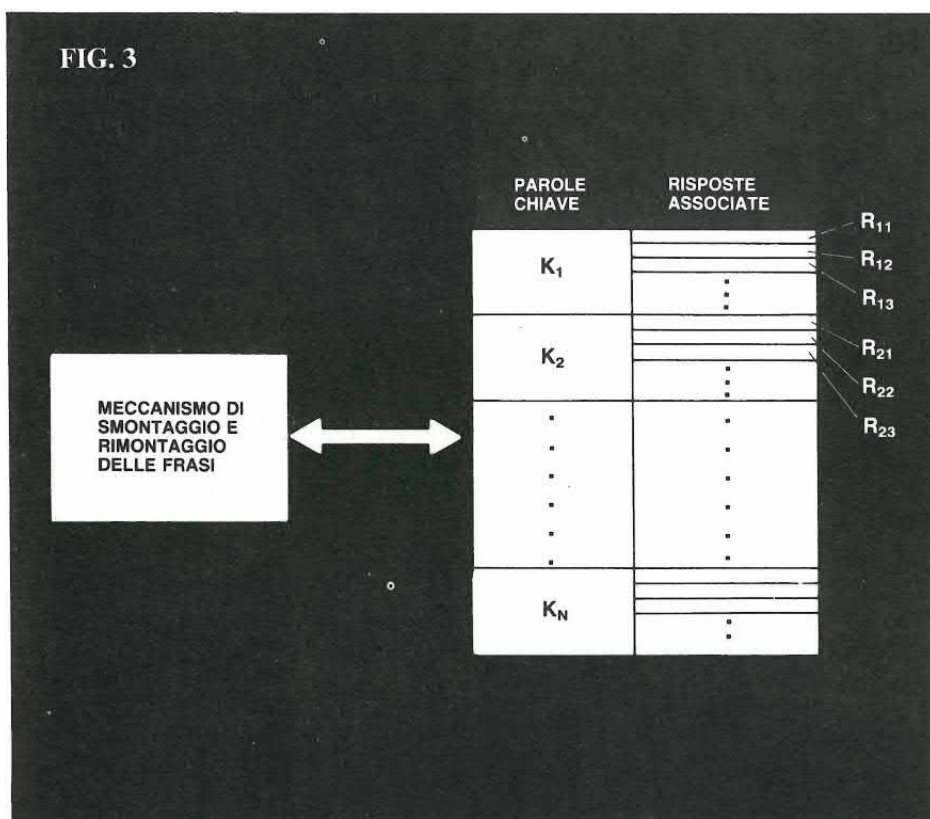 FIG. 3
PAROLE
CHIAVE
RISPOSTE
ASSOCIATE
K₁
R₁₁
R₁₂
R₁₃
K₂
R₂₁
R₂₂
R₂₃
MECCANISMO DI
SMONTAGGIO E
RIMONTAGGIO
DELLE FRASI
K_N